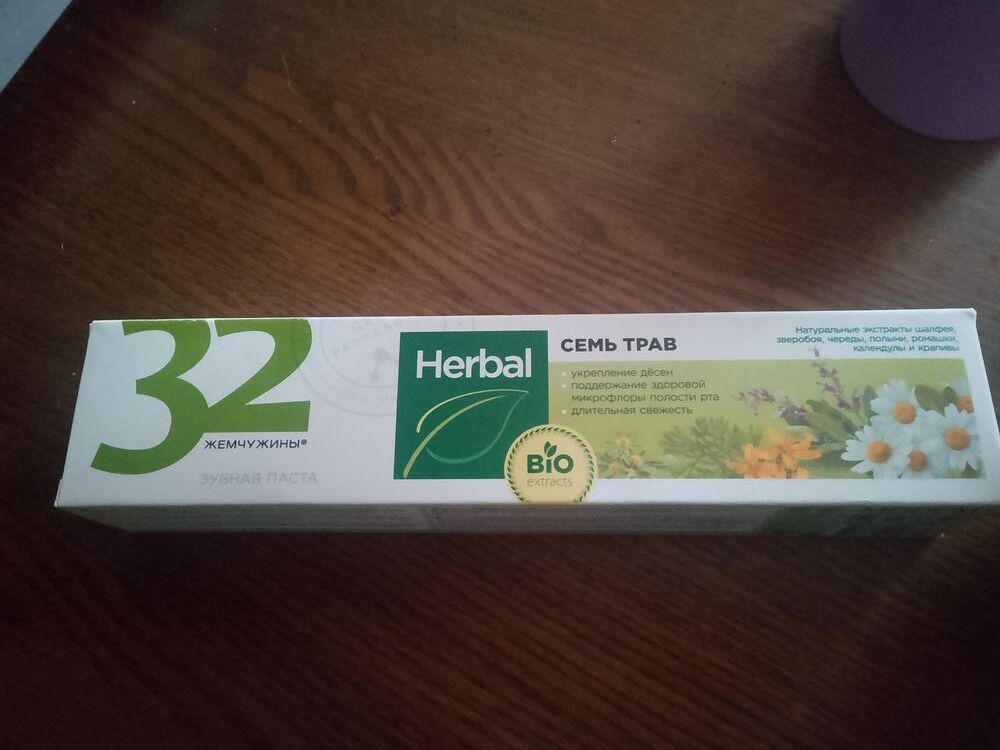 32
ЖЕМЧУЖИНЫ®
ЗУБНАЯ ПАСТА
Herbal
BIO
extracts
СЕМЬ ТРАВ
• укрепление дёсен
• поддержание здоровой
микрофлоры полости рта
• длительная свежесть
Натуральные экстракты шалфея,
зверобоя, череды, полыни, ромашки,
календулы и крапивы